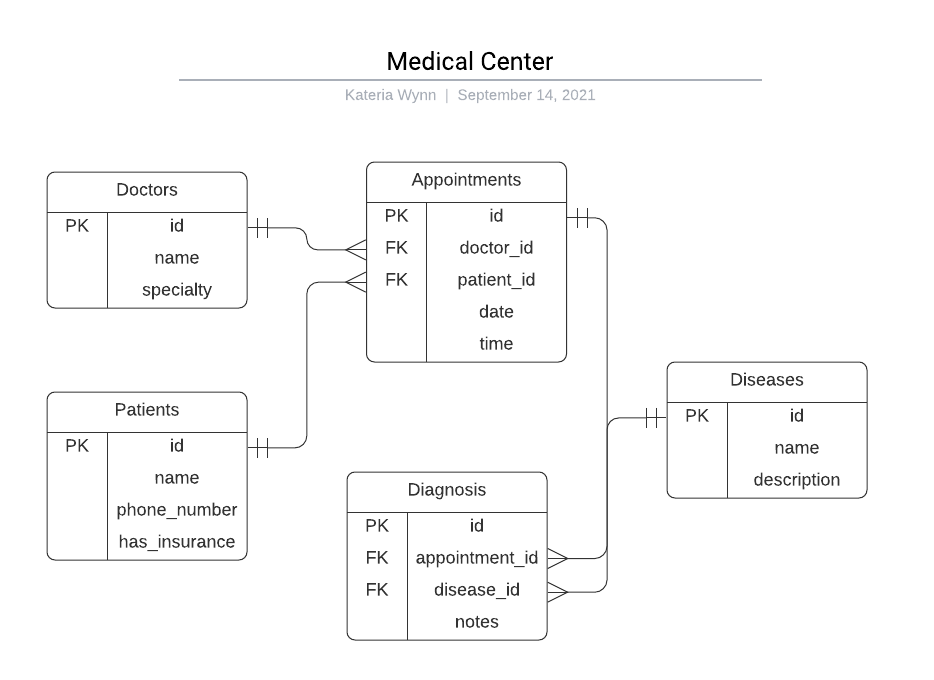 Medical Center
Kateria Wynn | September 14, 2021
Doctors
PK id
name
specialty
Appointments
PK id
FK doctor_id
FK patient_id
date
time
Patients
PK id
name
phone_number
has_insurance
Diagnosis
PK id
FK appointment_id
FK disease_id
notes
Diseases
PK id
name
description